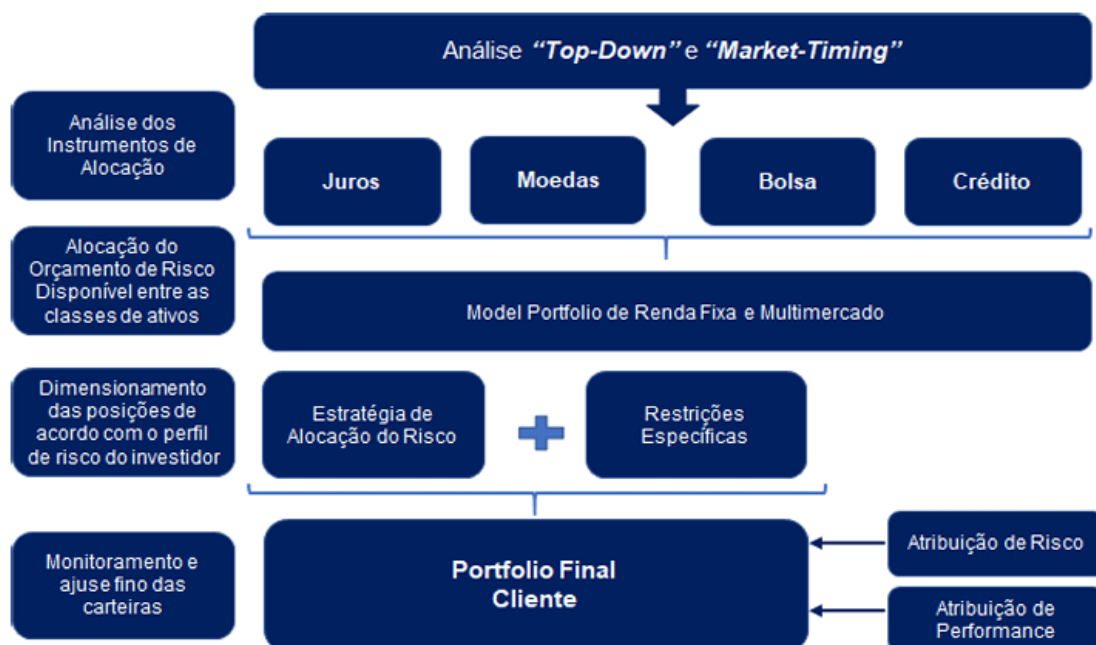 Análise “Top-Down” e “Market-Timing”
Análise dos
Instrumentos de
Alocação
Juros
Moedas
Bolsa
Crédito
Alocação do
Orçamento de Risco
Disponível entre as
classes de ativos
Model Portfolio de Renda Fixa e Multimercado
Dimensionamento
das posições de
acordo com o perfil
de risco do investidor
Estratégia de
Alocação do Risco
Restrições
Específicas
Monitoramento e
ajuse fino das
carteiras
Portfolio Final
Cliente
Atribuição de Risco
Atribuição de
Performance